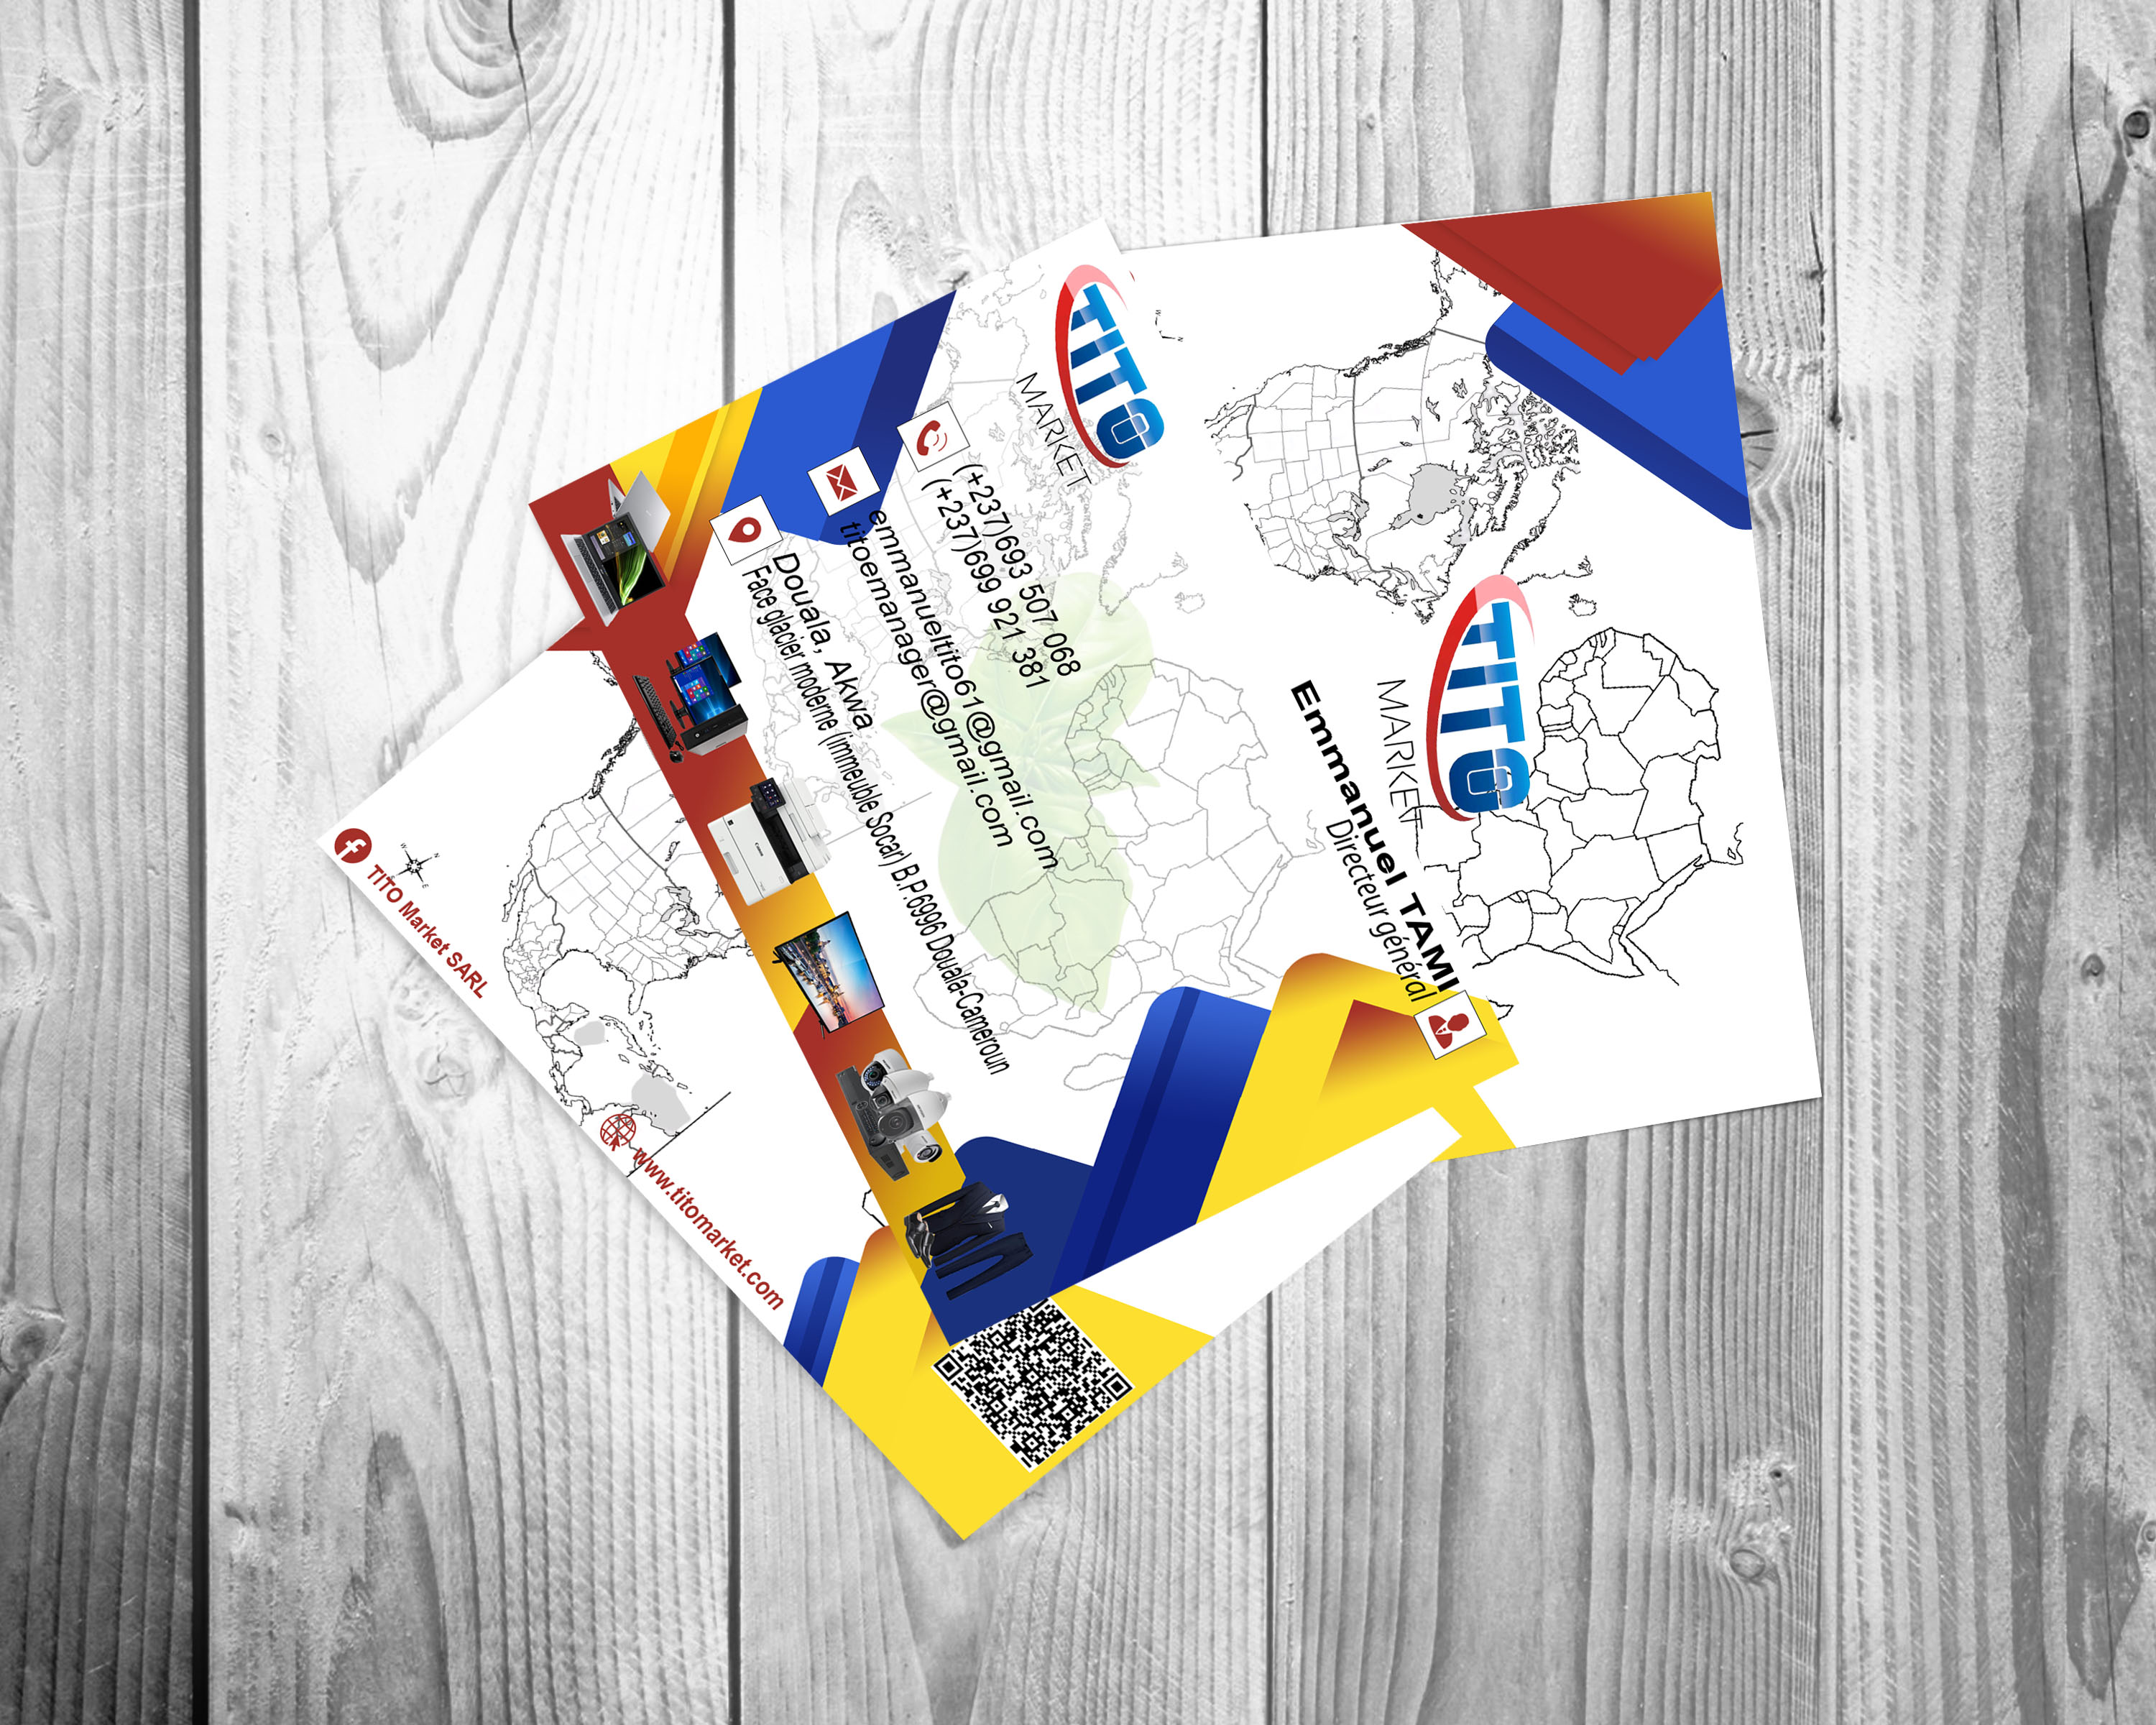 TITO
MARKET
Emmanuel TAMI
Directeur général
(+237)693 507 068
(+237)699 921 381
emmanueltito61@gmail.com
titoemanager@gmail.com
Douala, Akwa
Face glacier moderne (immeuble Socar) B.P.6996 Douala-Cameroun
TITO
MARKET
TITO Market SARL
www.titomarket.com